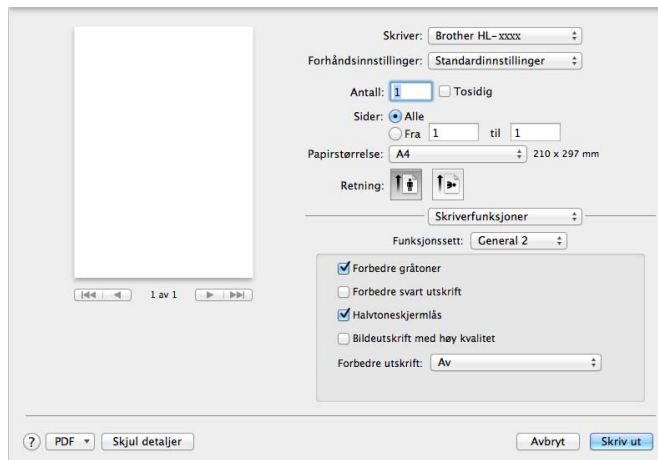 Skriver: Brother HL-xxxx
Forhåndsinnstillinger: Standardinnstillinger
Antall: 1 Tosidig
Sider: Alle
Fra 1 til 1
Papirstørrelse: A4 210 x 297 mm
Retning:
Skriverfunksjoner
Funksjonssett: General 2
Forbedre gråtoner
Forbedre svart utskrift
Halvtoneskjermlås
Bildeutskrift med høy kvalitet
Forbedre utskrift: Av
1 av 1
? PDF Skjul detaljer Avbryt Skriv ut